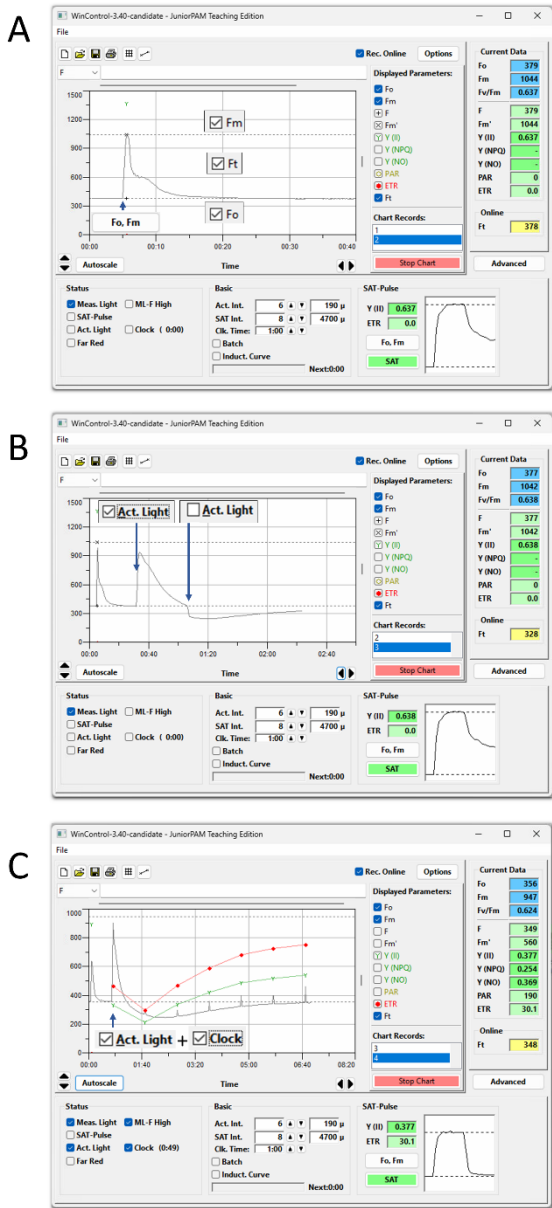 A
WinControl-3.40-candidate - JuniorPAM Teaching Edition
File
Rec. Online Options
F
Displayed Parameters:
Fo
Fm
F
Fm'
Y (II)
Y (NPQ)
Y (NO)
PAR
ETR
Ft
Chart Records:
1
2
Stop Chart
1500
1200
900
600
300
0
Fm
Ft
Fo
Fo, Fm
00:00 00:10 00:20 00:30 00:40
Autoscale Time
Current Data
Fo 379
Fm 1044
Fv/Fm 0.637
F 379
Fm' 1044
Y (II) 0.637
Y (NPQ) -
Y (NO) -
PAR 0
ETR 0.0
Online
Ft 378
Advanced
Status
Meas. Light ML-F High
SAT-Pulse
Act. Light Clock ( 0:00)
Far Red
Basic
Act. Int. 6 190 µ
SAT Int. 8 4700 µ
Clk. Time: 1:00
Batch
Induct. Curve
Next:0:00
SAT-Pulse
Y (II) 0.637
ETR 0.0
Fo, Fm
SAT
B
WinControl-3.40-candidate - JuniorPAM Teaching Edition
File
Rec. Online Options
F
Displayed Parameters:
Fo
Fm
F
Fm'
Y (II)
Y (NPQ)
Y (NO)
PAR
ETR
Ft
Chart Records:
2
3
Stop Chart
1500
1200
900
600
300
0
Act. Light Act. Light
00:00 00:40 01:20 02:00 02:40
Autoscale Time
Current Data
Fo 377
Fm 1042
Fv/Fm 0.638
F 377
Fm' 1042
Y (II) 0.638
Y (NPQ) -
Y (NO) -
PAR 0
ETR 0.0
Online
Ft 328
Advanced
Status
Meas. Light ML-F High
SAT-Pulse
Act. Light Clock ( 0:00)
Far Red
Basic
Act. Int. 6 190 µ
SAT Int. 8 4700 µ
Clk. Time: 1:00
Batch
Induct. Curve
Next:0:00
SAT-Pulse
Y (II) 0.638
ETR 0.0
Fo, Fm
SAT
C
WinControl-3.40-candidate - JuniorPAM Teaching Edition
File
Rec. Online Options
F
Displayed Parameters:
Fo
Fm
F
Fm'
Y (II)
Y (NPQ)
Y (NO)
PAR
ETR
Ft
Chart Records:
3
4
Stop Chart
1000
800
600
400
200
0
Act. Light + Clock
00:00 01:40 03:20 05:00 06:40 08:20
Autoscale Time
Current Data
Fo 356
Fm 947
Fv/Fm 0.624
F 349
Fm' 560
Y (II) 0.377
Y (NPQ) 0.254
Y (NO) 0.369
PAR 190
ETR 30.1
Online
Ft 348
Advanced
Status
Meas. Light ML-F High
SAT-Pulse
Act. Light Clock (0:49)
Far Red
Basic
Act. Int. 6 190 µ
SAT Int. 8 4700 µ
Clk. Time: 1:00
Batch
Induct. Curve
Next:0:00
SAT-Pulse
Y (II) 0.377
ETR 30.1
Fo, Fm
SAT